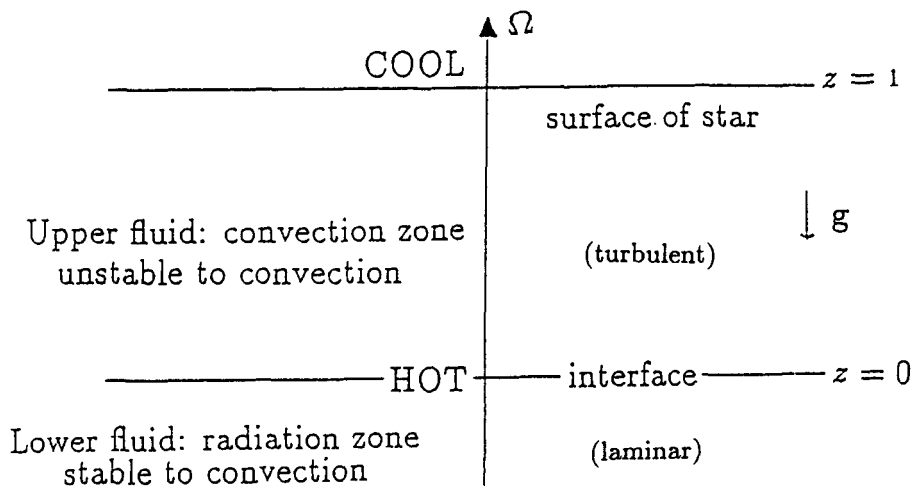 Ω
COOL
z = 1
surface of star
g
Upper fluid: convection zone
unstable to convection
(turbulent)
HOT
interface
z = 0
Lower fluid: radiation zone
stable to convection
(laminar)